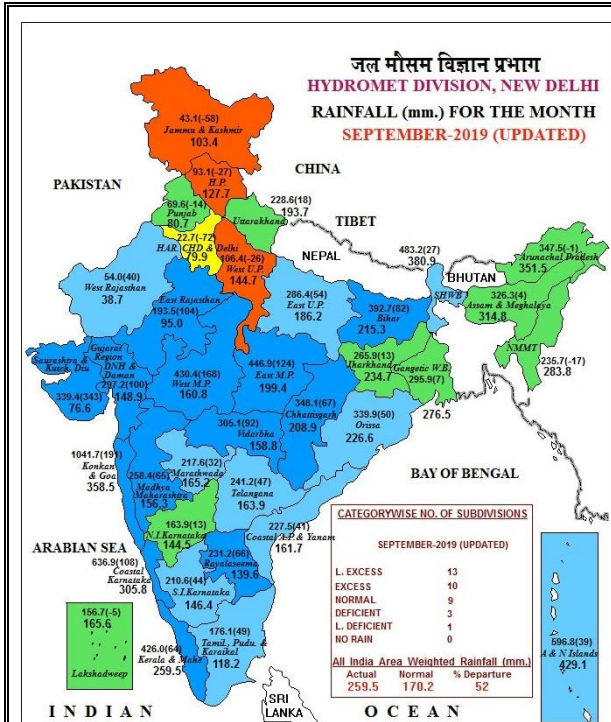 जल मौसम विज्ञान प्रभाग
HYDROMET DIVISION, NEW DELHI
RAINFALL (mm.) FOR THE MONTH
SEPTEMBER-2019 (UPDATED)
43.1(-58)
Jammu & Kashmir
103.4
93.1(-27)
H.P.
127.7
CHINA
PAKISTAN
69.6(-14)
Punjab
80.7
228.6(18)
193.7
Uttarakhand
TIBET
22.7(-72)
HAR. CHD & Delhi
79.9
106.4(-26)
West U.P.
144.7
NEPAL
483.2(27)
380.9
BHUTAN
SHWB
347.5(-1)
Arunachal Pradesh
351.5
326.3(4)
Assam & Meghalaya
314.8
NMMT
235.7(-17)
283.8
54.0(40)
West Rajasthan
38.7
East Rajasthan
193.5(104)
95.0
286.4(54)
East U.P.
186.2
392.7(82)
Bihar
215.3
265.9(13)
Jharkhand
234.7
Gangetic W.B
295.9(7)
276.5
Saurashtra &
Kutch, Diu
339.4(343)
76.6
Gujarat
Region
DNH &
Daman
297.2(100)
148.9
430.4(168)
West M.P.
160.8
446.9(124)
East M.P.
199.4
348.1(67)
Chhattisgarh
208.9
339.9(50)
Orissa
226.6
305.1(92)
Vidarbha
158.8
1041.7(191)
Konkan
and Goa
358.5
258.4(65)
Madhya
Maharashtra
156.3
217.6(32)
Marathwada
165.2
241.2(47)
Telangana
163.9
BAY OF BENGAL
ARABIAN SEA
163.9(13)
N.I.Karnataka
144.5
227.5(41)
Coastal A.P.& Yanam
161.7
636.9(108)
Coastal
Karnataka
305.8
231.2(66)
Rayalaseema
139.6
210.6(44)
S.I.Karnataka
146.4
156.7(-5)
165.6
Lakshadweep
426.0(64)
Kerala & Mahe
259.5
176.1(49)
Tamil, Pudu. &
Karaikal
118.2
CATEGORYWISE NO. OF SUBDIVISIONS
SEPTEMBER-2019 (UPDATED)
L. EXCESS 13
EXCESS 10
NORMAL 9
DEFICIENT 3
L. DEFICIENT 1
NO RAIN 0
All India Area Weighted Rainfall (mm.)
Actual Normal % Departure
259.5 170.2 52
596.8(39)
A & N Islands
429.1
SRI
LANKA
INDIAN OCEAN